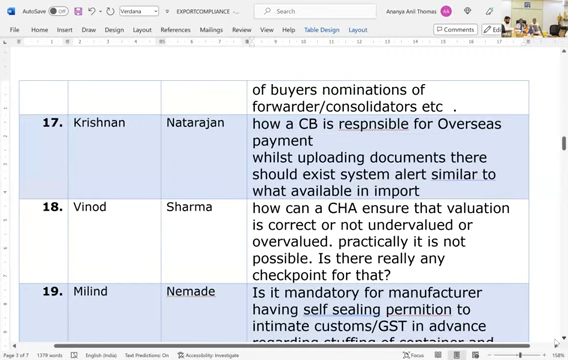 AutoSave Off
Verdana
EXPORTCOMPLIANCE -...
Search
Ananya Anil Thomas AA
File Home Insert Draw Design Layout References Mailings Review View Help Acrobat Table Design Layout
Comments
of buyers nominations of
forwarder/consolidators etc .
17. Krishnan Natarajan how a CB is respnsible for Overseas
payment
whilst uploading documents there
should exist system alert similar to
what available in import
18. Vinod Sharma how can a CHA ensure that valuation
is correct or not undervalued or
overvalued. practically it is not
possible. Is there really any
checkpoint for that?
19. Milind Nemade Is it mandatory for manufacturer
having self sealing permition to
intimate customs/GST in advance
regarding stuffing of container and
Page 3 of 7 1379 words English (India) Text Predictions: On Accessibility: Investigate Focus 158%